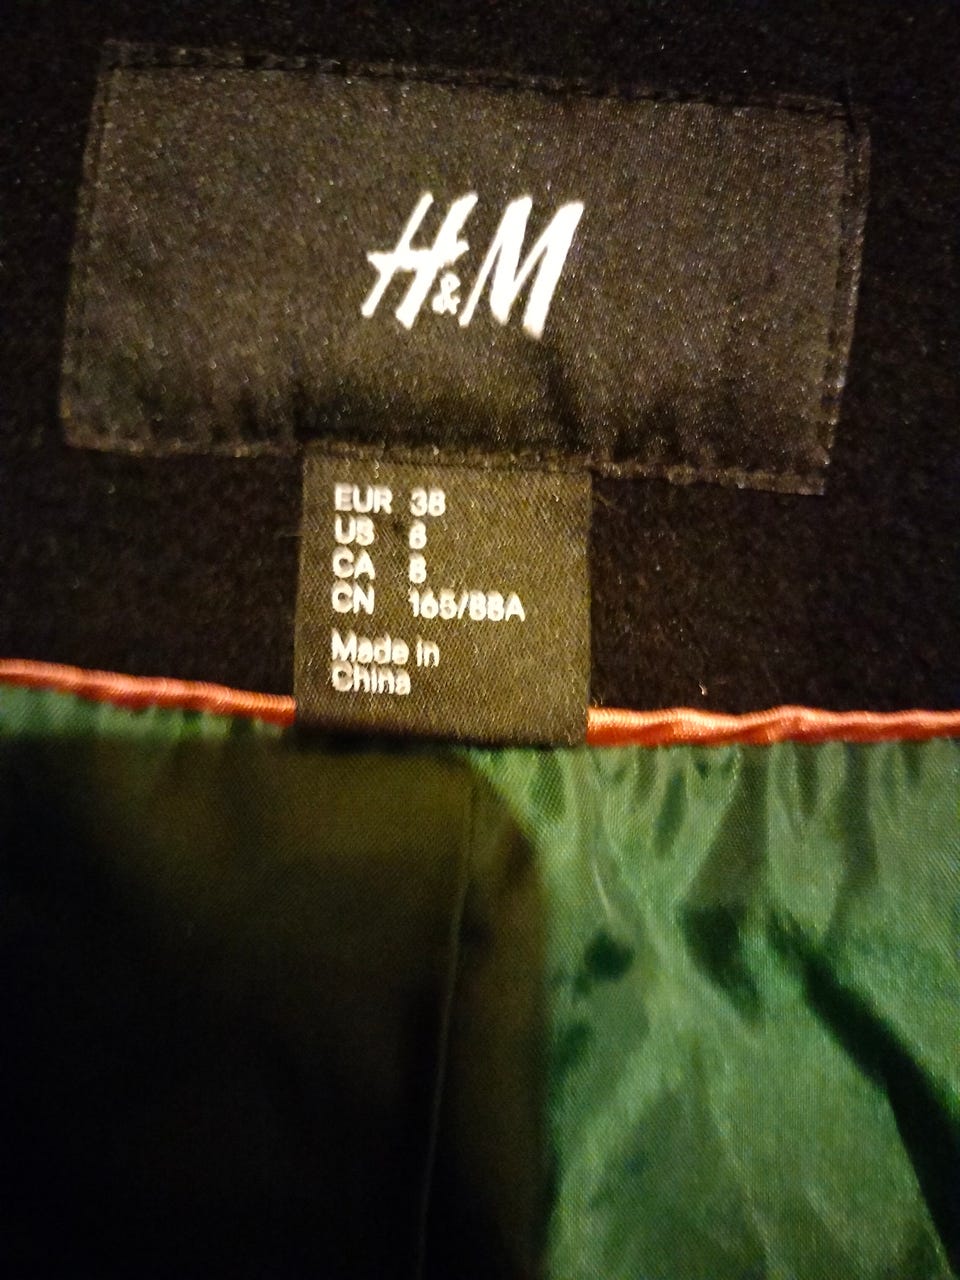 H&M
EUR 38
US 8
CA 8
CN 165/88A
Made in
China